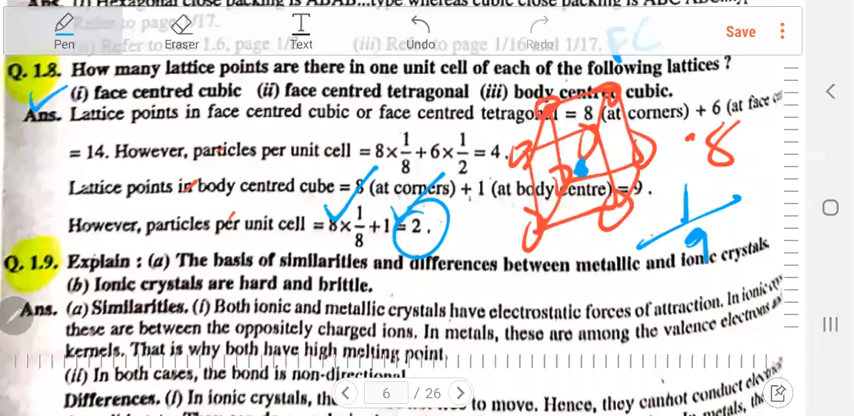 Pen
Eraser
Text
Undo
Redo
Save
(ii) Refer to page 1.6, page 1/
(iii) Refer to page 1/16
1/17.
FC
Q. 1.8. How many lattice points are there in one unit cell of each of the following lattices ?
(i) face centred cubic (ii) face centred tetragonal (iii) body centred cubic.
Ans. Lattice points in face centred cubic or face centred tetragonal = 8 (at corners) + 6 (at face
= 14. However, particles per unit cell = 8×1/8+6×1/2=4.
8
Lattice points in body centred cube = 8 (at corners) + 1 (at body centre) = 9.
However, particles per unit cell = 8×1/8+1=2.
1
9
Q. 1.9. Explain : (a) The basis of similarities and differences between metallic and ionic crystals.
(b) Ionic crystals are hard and brittle.
Ans. (a) Similarities. (i) Both ionic and metallic crystals have electrostatic forces of attraction. In ionic
these are between the oppositely charged ions. In metals, these are among the valence electrons
kernels. That is why both have high melting point.
(ii) In both cases, the bond is non-directional
Differences. (i) In ionic crystals, the to move. Hence, they cannot conduct
metals,
6 / 26